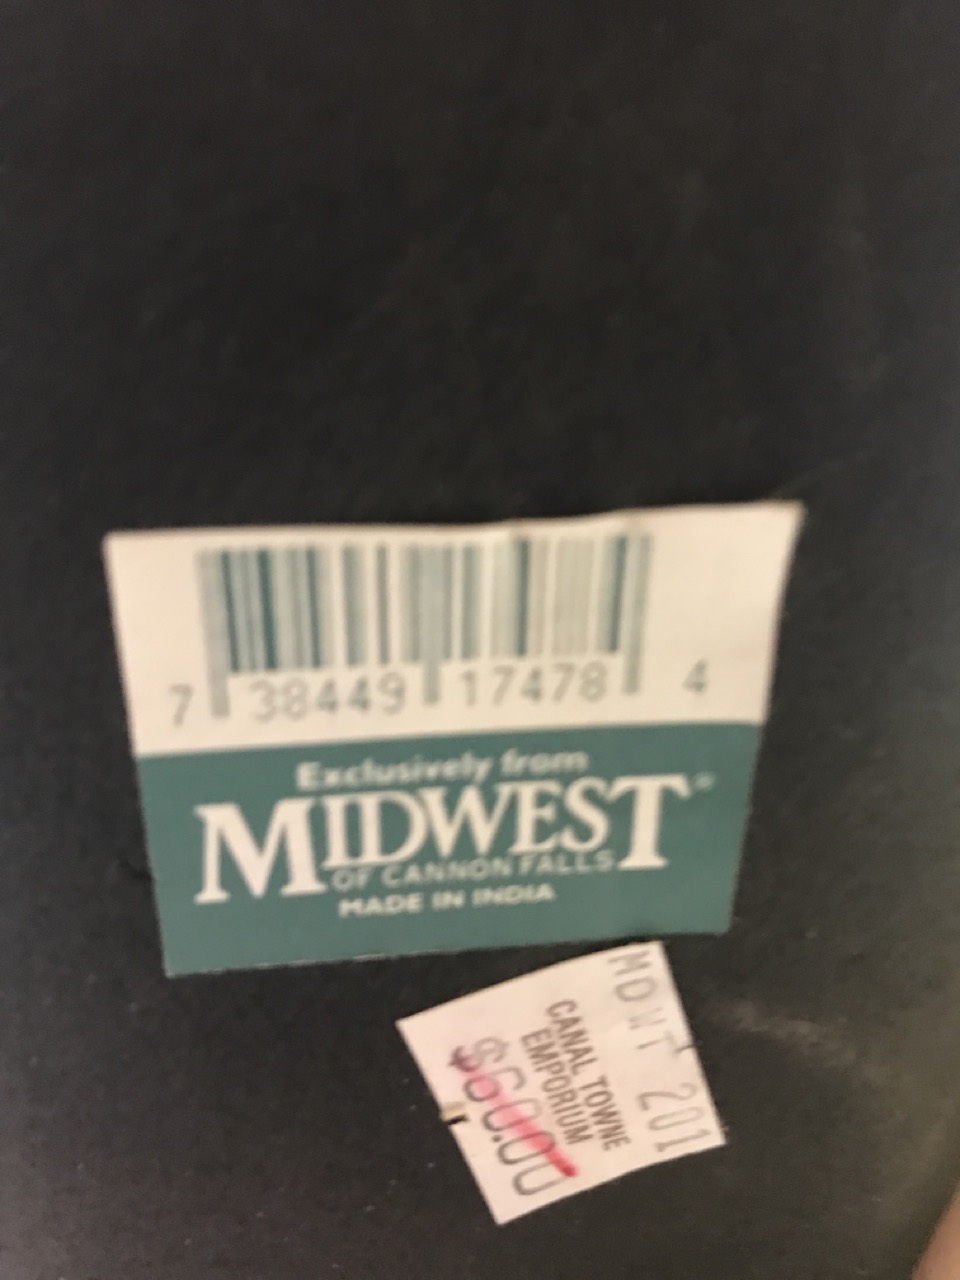 7 38449 17478 4
Exclusively from
MIDWEST
OF CANNON FALLS
MADE IN INDIA
MDWT 201
CANAL TOWNE
EMPORIUM
$60.00